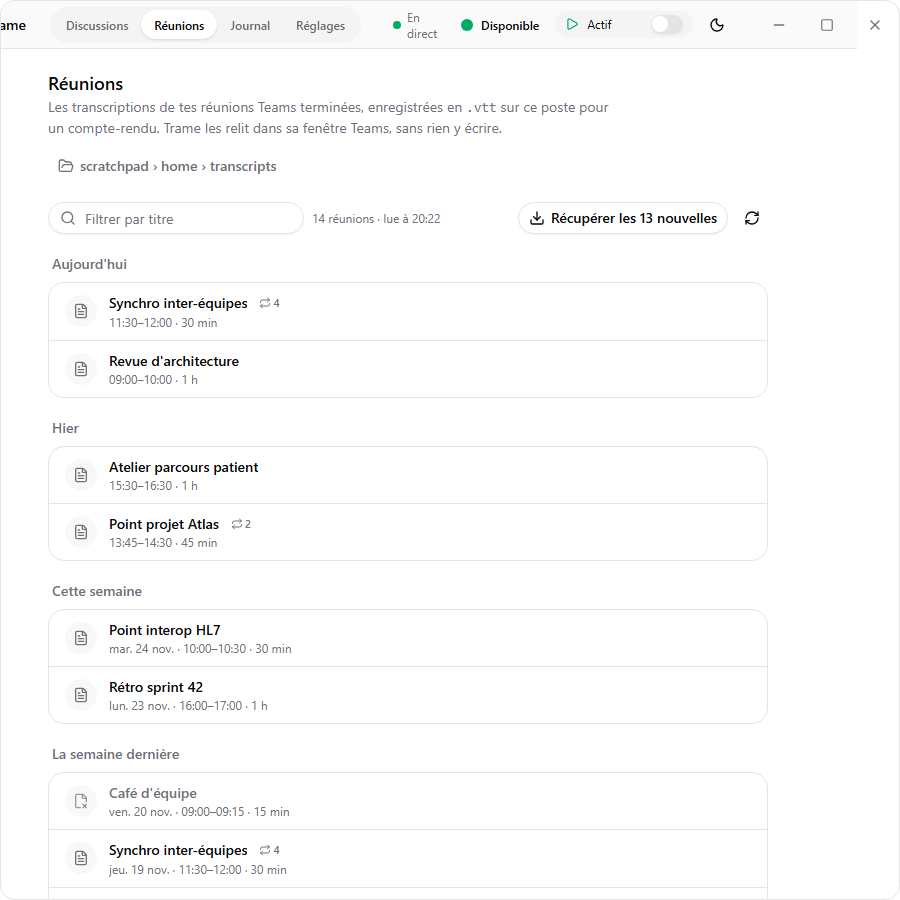 ame
Discussions
Réunions
Journal
Réglages
En
direct
Disponible
Actif
Réunions
Les transcriptions de tes réunions Teams terminées, enregistrées en .vtt sur ce poste pour
un compte-rendu. Trame les relit dans sa fenêtre Teams, sans rien y écrire.
scratchpad › home › transcripts
Filtrer par titre
14 réunions · lue à 20:22
Récupérer les 13 nouvelles
Aujourd'hui
Synchro inter-équipes 4
11:30–12:00 · 30 min
Revue d'architecture
09:00–10:00 · 1 h
Hier
Atelier parcours patient
15:30–16:30 · 1 h
Point projet Atlas 2
13:45–14:30 · 45 min
Cette semaine
Point interop HL7
mar. 24 nov. · 10:00–10:30 · 30 min
Rétro sprint 42
lun. 23 nov. · 16:00–17:00 · 1 h
La semaine dernière
Café d'équipe
ven. 20 nov. · 09:00–09:15 · 15 min
Synchro inter-équipes 4
jeu. 19 nov. · 11:30–12:00 · 30 min